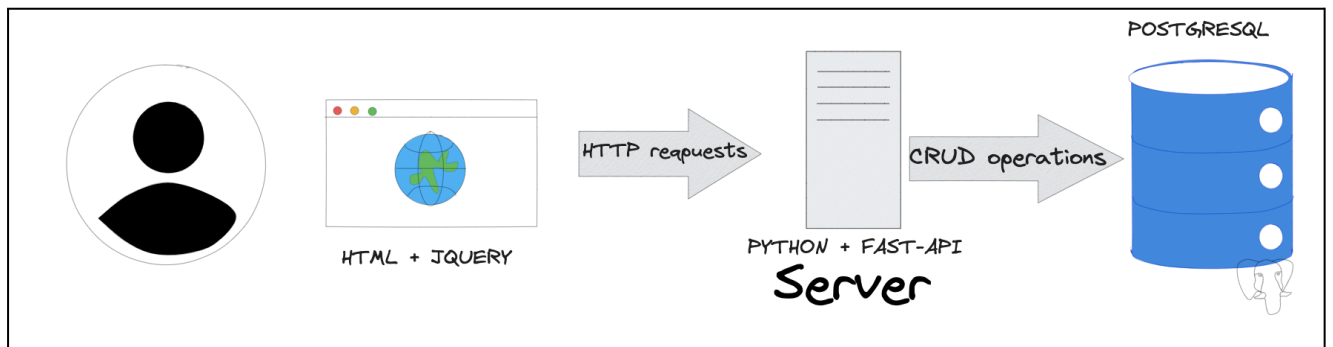 POSTGRESQL
HTTP reqpuests
CRUD operations
HTML + JQUERY
PYTHON + FAST-API
Server